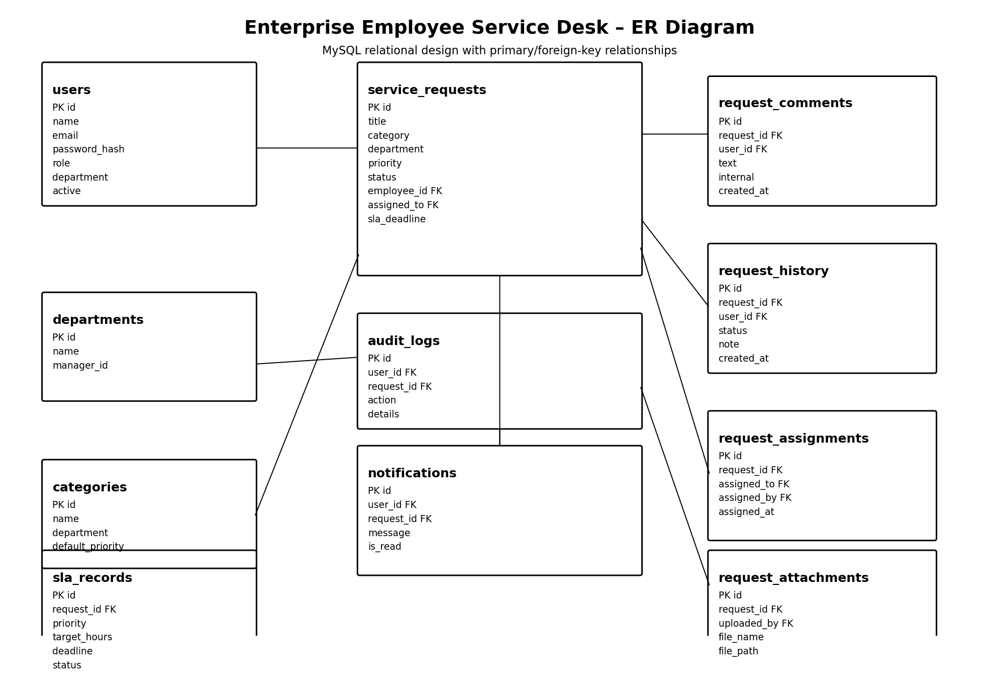 Enterprise Employee Service Desk – ER Diagram
MySQL relational design with primary/foreign-key relationships
users
PK id
name
email
password_hash
role
department
active
departments
PK id
name
manager_id
categories
PK id
name
department
default_priority
sla_records
PK id
request_id FK
priority
target_hours
deadline
status
service_requests
PK id
title
category
department
priority
status
employee_id FK
assigned_to FK
sla_deadline
audit_logs
PK id
user_id FK
request_id FK
action
details
notifications
PK id
user_id FK
request_id FK
message
is_read
request_comments
PK id
request_id FK
user_id FK
text
internal
created_at
request_history
PK id
request_id FK
user_id FK
status
note
created_at
request_assignments
PK id
request_id FK
assigned_to FK
assigned_by FK
assigned_at
request_attachments
PK id
request_id FK
uploaded_by FK
file_name
file_path